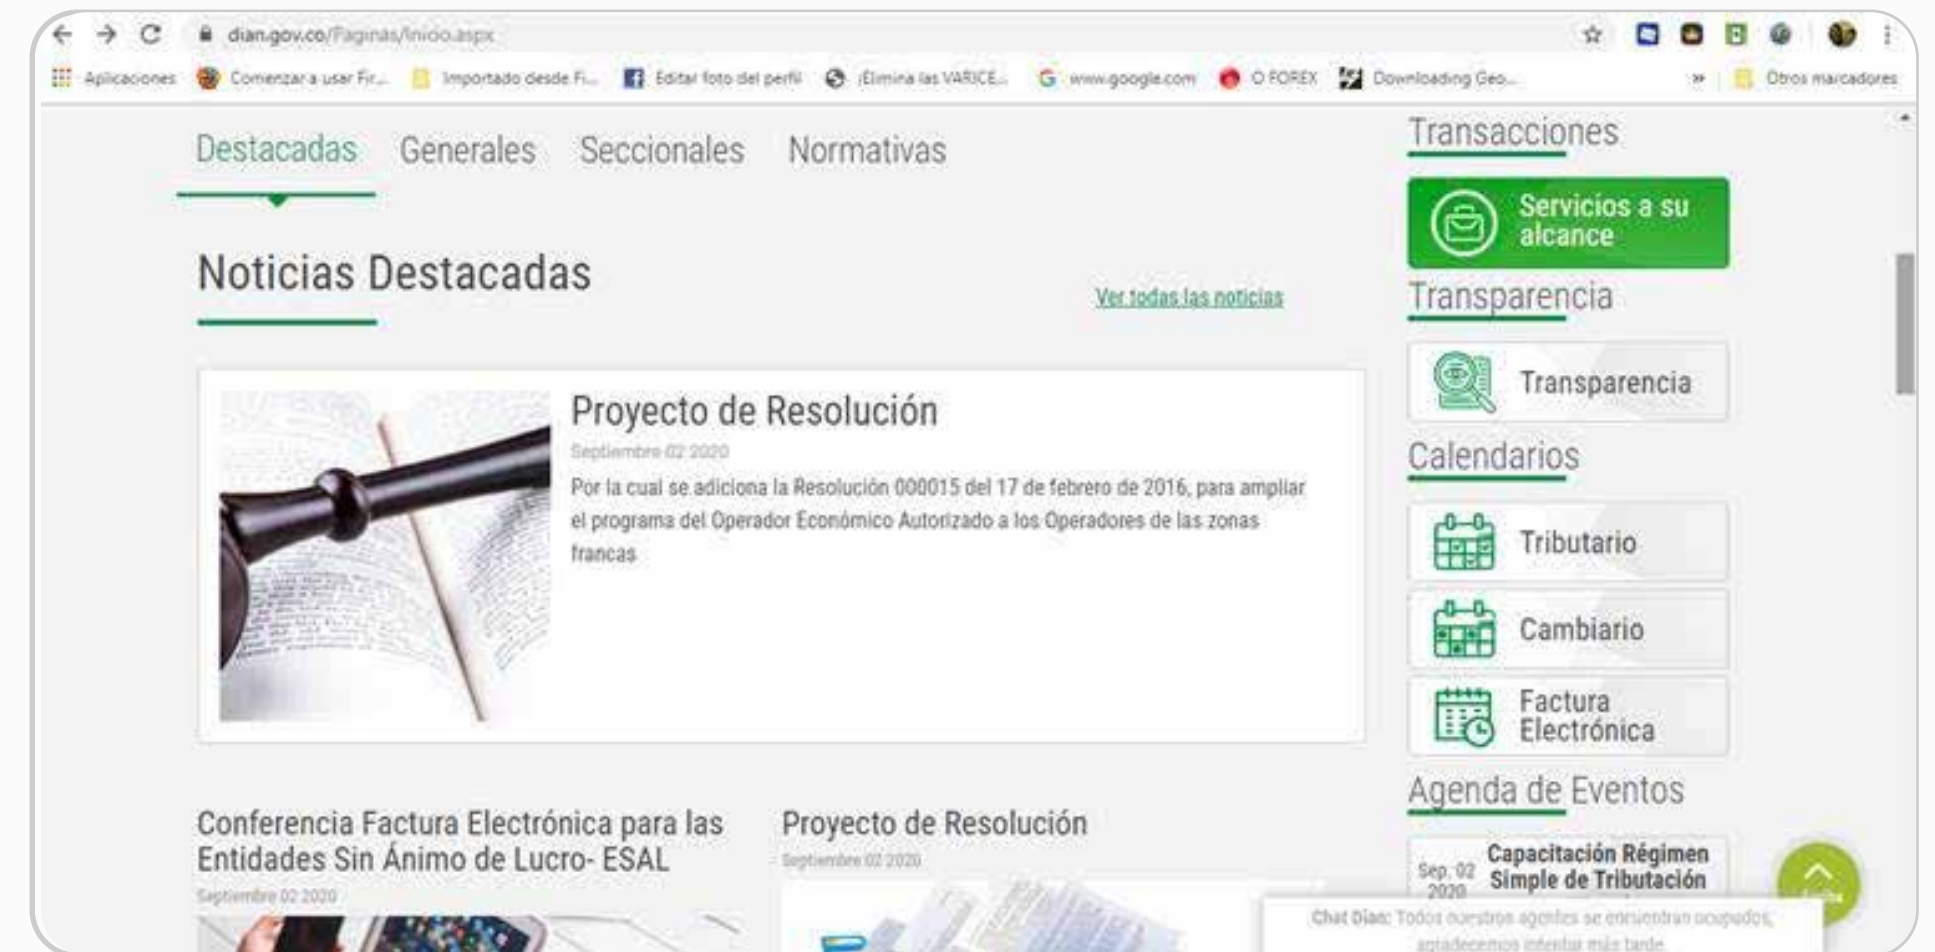 dian.gov.co/Paginas/Inicio.aspx
Aplicaciones Comenzar a usar Fir... Importado desde Fi... Editar foto del perfil ¡Elimina las VARICE... www.google.com O FOREX Downloading Geo... » Otros marcadores
Destacadas Generales Seccionales Normativas
Noticias Destacadas
Ver todas las noticias
Proyecto de Resolución
Septiembre 02 2020
Por la cual se adiciona la Resolución 000015 del 17 de febrero de 2016, para ampliar
el programa del Operador Económico Autorizado a los Operadores de las zonas
francas
Conferencia Factura Electrónica para las
Entidades Sin Ánimo de Lucro- ESAL
Septiembre 02 2020
Proyecto de Resolución
Septiembre 02 2020
Transacciones
Servicios a su
alcance
Transparencia
Transparencia
Calendarios
Tributario
Cambiario
Factura
Electrónica
Agenda de Eventos
Sep. 02
2020
Capacitación Régimen
Simple de Tributación
Chat Dian: Todos nuestros agentes se encuentran ocupados,
agradecemos intentar más tarde.